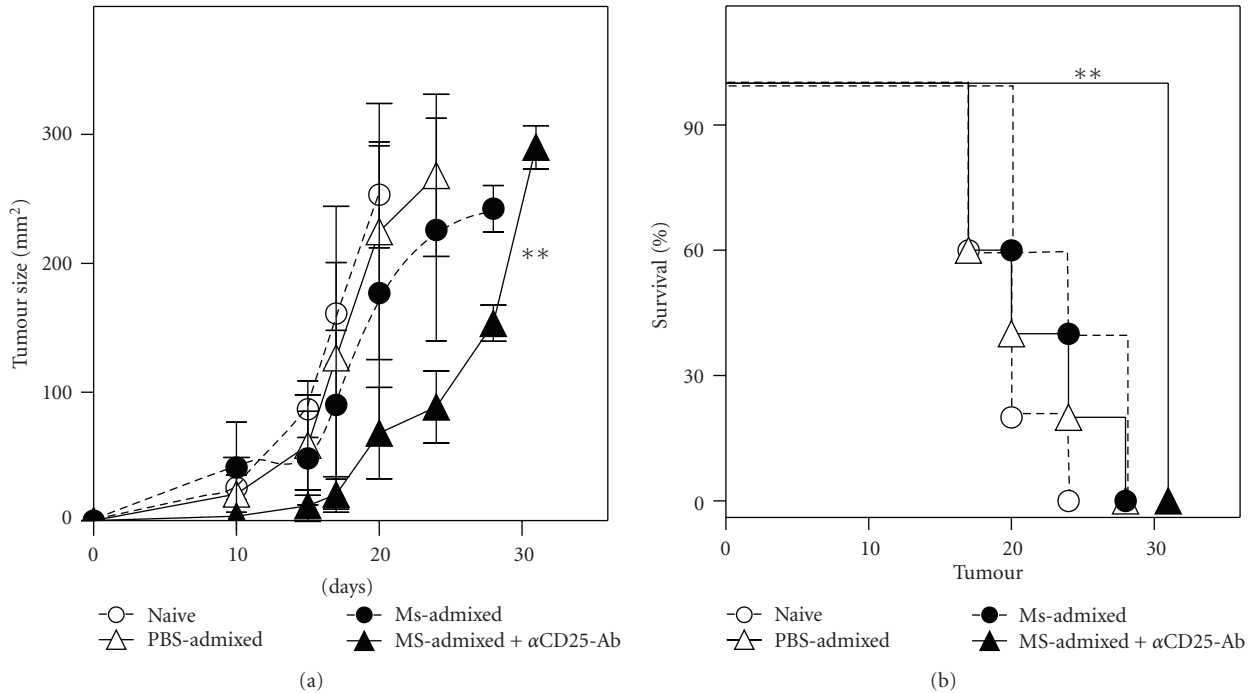 Tumour size (mm²)
300
200
100
0
0 10 20 30
(days)
**
Naive
PBS-admixed
Ms-admixed
MS-admixed + αCD25-Ab
(a)
Survival (%)
90
60
30
0
0 10 20 30
Tumour
**
Naive
PBS-admixed
Ms-admixed
MS-admixed + αCD25-Ab
(b)